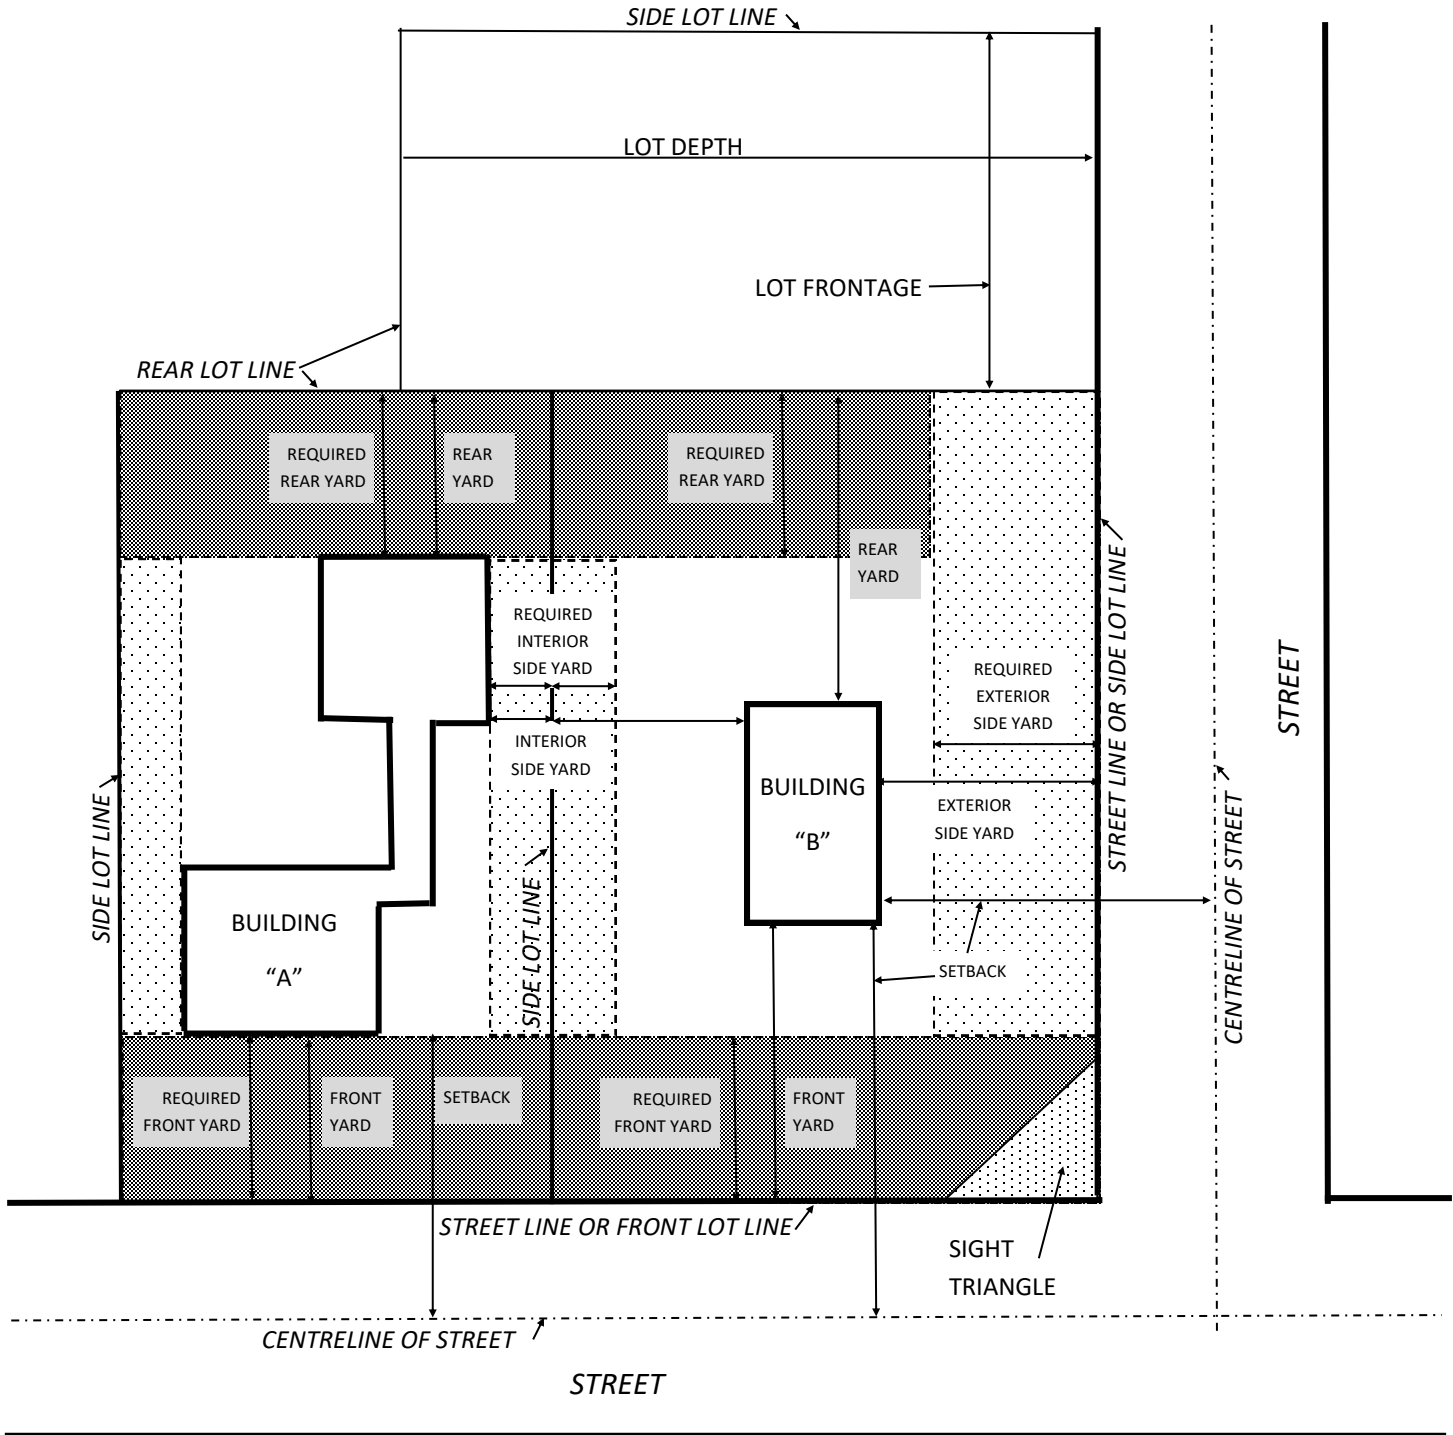 SIDE LOT LINE
LOT DEPTH
LOT FRONTAGE
REAR LOT LINE
REQUIRED
REAR YARD
REAR
YARD
REQUIRED
REAR YARD
REAR
YARD
REQUIRED
INTERIOR
SIDE YARD
REQUIRED
EXTERIOR
SIDE YARD
STREET LINE OR SIDE LOT LINE
STREET
INTERIOR
SIDE YARD
BUILDING
“B”
EXTERIOR
SIDE YARD
SIDE LOT LINE
SIDE LOT LINE
CENTRELINE OF STREET
BUILDING
“A”
SETBACK
REQUIRED
FRONT YARD
FRONT
YARD
SETBACK
REQUIRED
FRONT YARD
FRONT
YARD
STREET LINE OR FRONT LOT LINE
SIGHT
TRIANGLE
CENTRELINE OF STREET
STREET